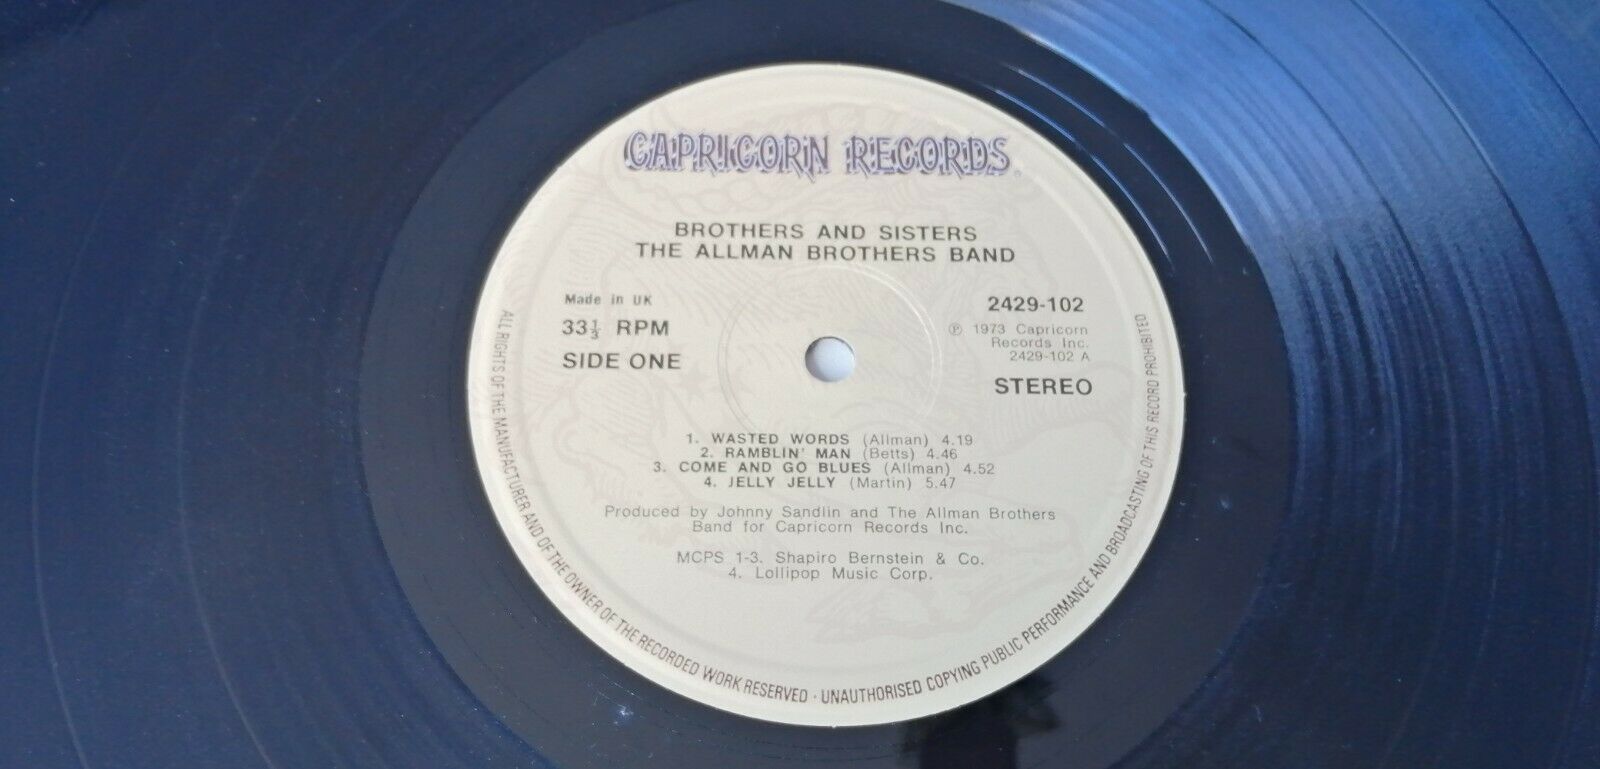 CAPRICORN RECORDS
BROTHERS AND SISTERS
THE ALLMAN BROTHERS BAND
Made in UK
33⅓ RPM
SIDE ONE
2429-102
℗ 1973 Capricorn
Records Inc.
2429-102 A
STEREO
1. WASTED WORDS (Allman) 4.19
2. RAMBLIN' MAN (Betts) 4.46
3. COME AND GO BLUES (Allman) 4.52
4. JELLY JELLY (Martin) 5.47
Produced by Johnny Sandlin and The Allman Brothers
Band for Capricorn Records Inc.
MCPS 1-3. Shapiro Bernstein & Co.
4. Lollipop Music Corp.
ALL RIGHTS OF THE MANUFACTURER AND OF THE OWNER OF THE RECORDED WORK RESERVED · UNAUTHORISED COPYING PUBLIC PERFORMANCE AND BROADCASTING OF THIS RECORD PROHIBITED